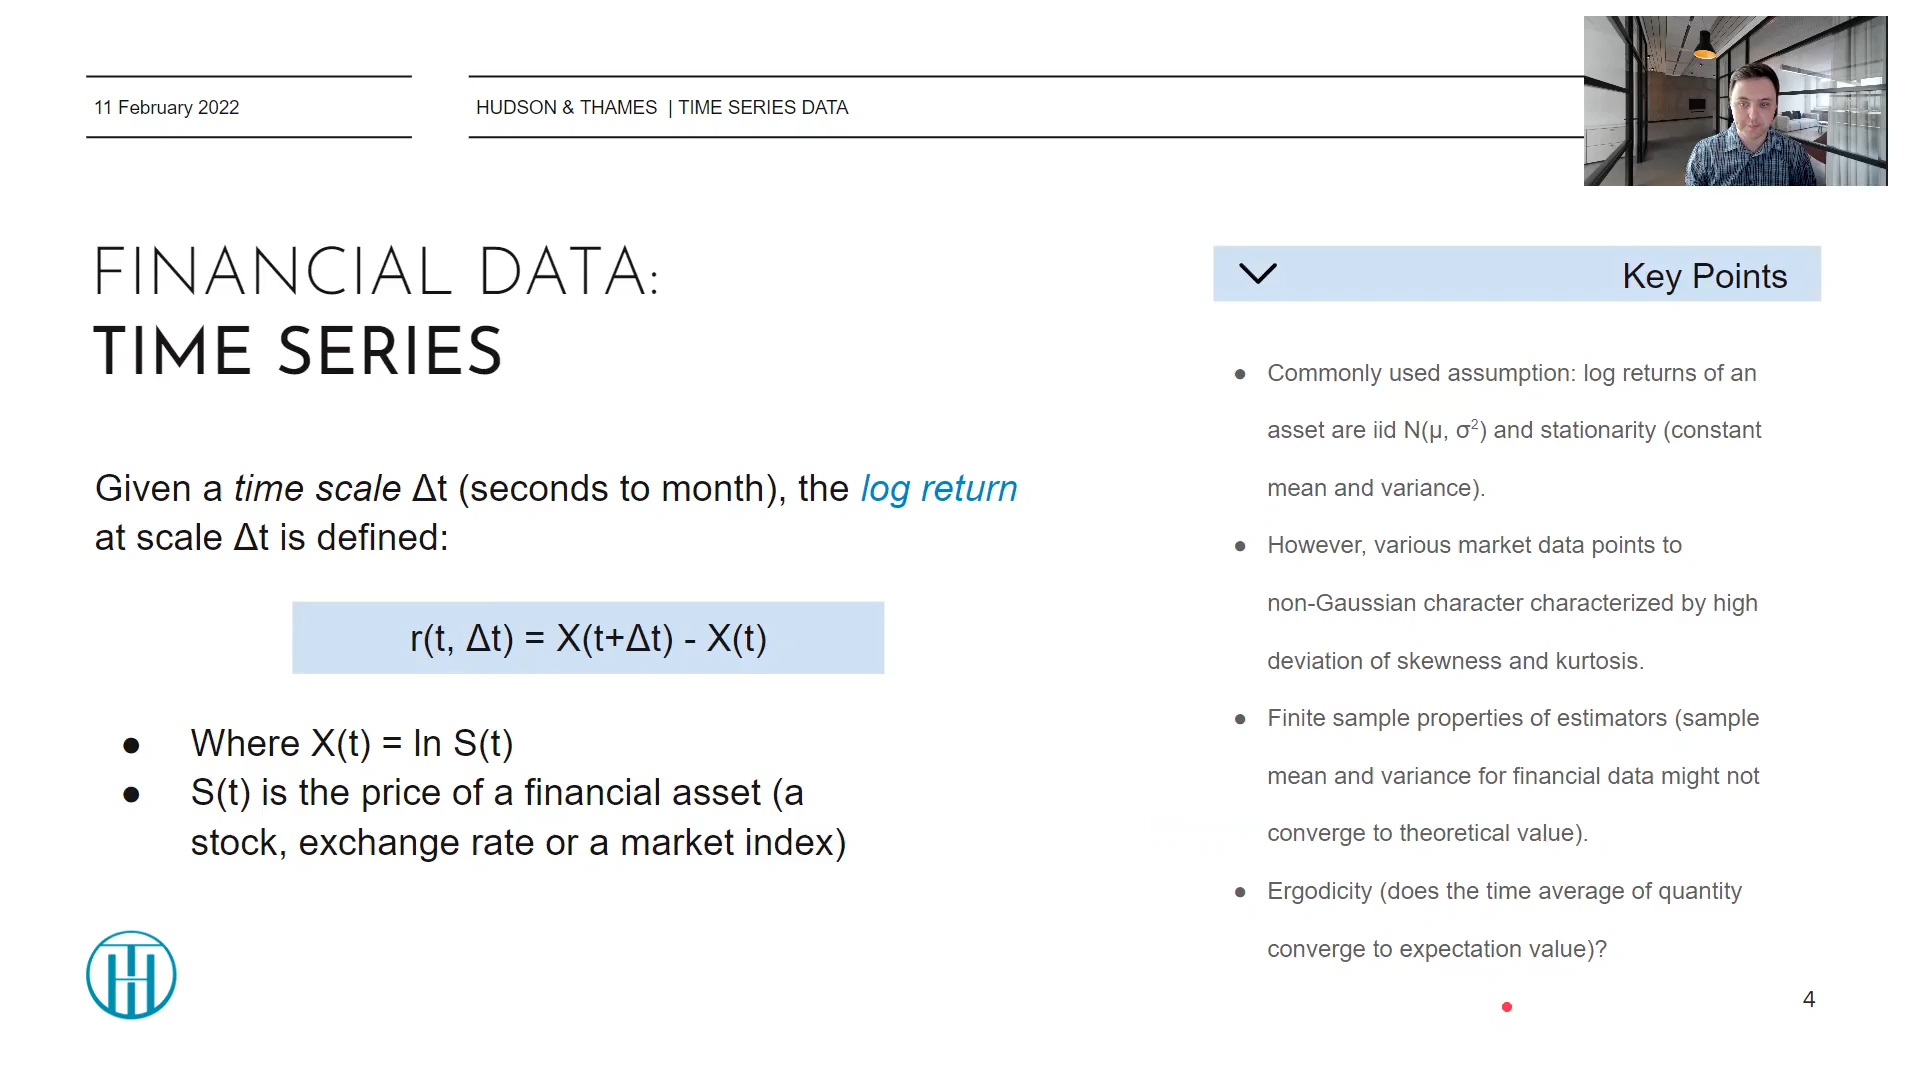 11 February 2022
HUDSON & THAMES | TIME SERIES DATA
FINANCIAL DATA:
TIME SERIES
Given a time scale Δt (seconds to month), the log return
at scale Δt is defined:
r(t, Δt) = X(t+Δt) - X(t)
● Where X(t) = ln S(t)
● S(t) is the price of a financial asset (a
stock, exchange rate or a market index)
Key Points
● Commonly used assumption: log returns of an
asset are iid N(μ, σ²) and stationarity (constant
mean and variance).
● However, various market data points to
non-Gaussian character characterized by high
deviation of skewness and kurtosis.
● Finite sample properties of estimators (sample
mean and variance for financial data might not
converge to theoretical value).
● Ergodicity (does the time average of quantity
converge to expectation value)?
4